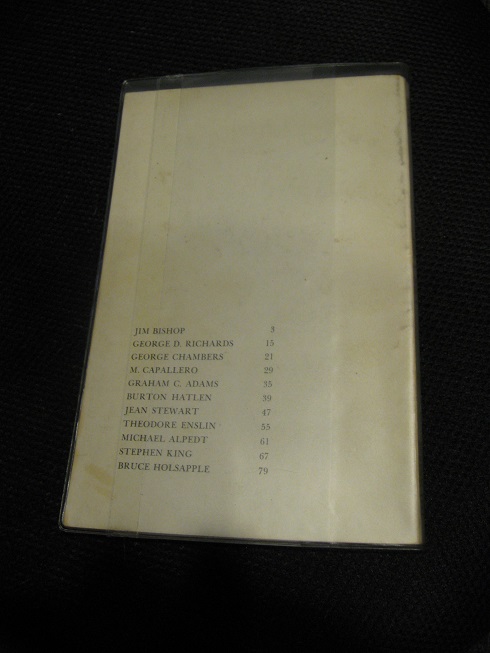 JIM BISHOP 3
GEORGE D. RICHARDS 15
GEORGE CHAMBERS 21
M. CAPALLERO 29
GRAHAM C. ADAMS 35
BURTON HATLEN 39
JEAN STEWART 47
THEODORE ENSLIN 55
MICHAEL ALPEDT 61
STEPHEN KING 67
BRUCE HOLSAPPLE 79